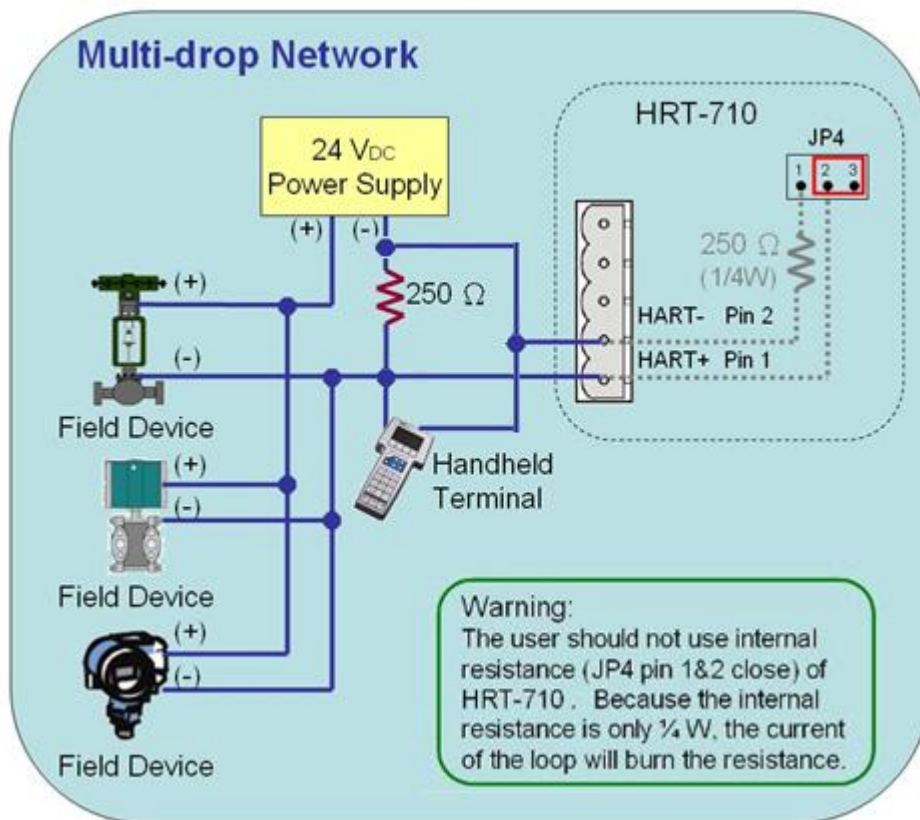 Multi-drop Network
HRT-710
JP4
1 2 3
24 VDC
Power Supply
(+) (-)
250 Ω
250 Ω
(1/4W)
HART- Pin 2
HART+ Pin 1
(+)
(-)
Field Device
Handheld
Terminal
(+)
(-)
Field Device
(+)
(-)
Field Device
Warning:
The user should not use internal
resistance (JP4 pin 1&2 close) of
HRT-710 . Because the internal
resistance is only ¼ W, the current
of the loop will burn the resistance.